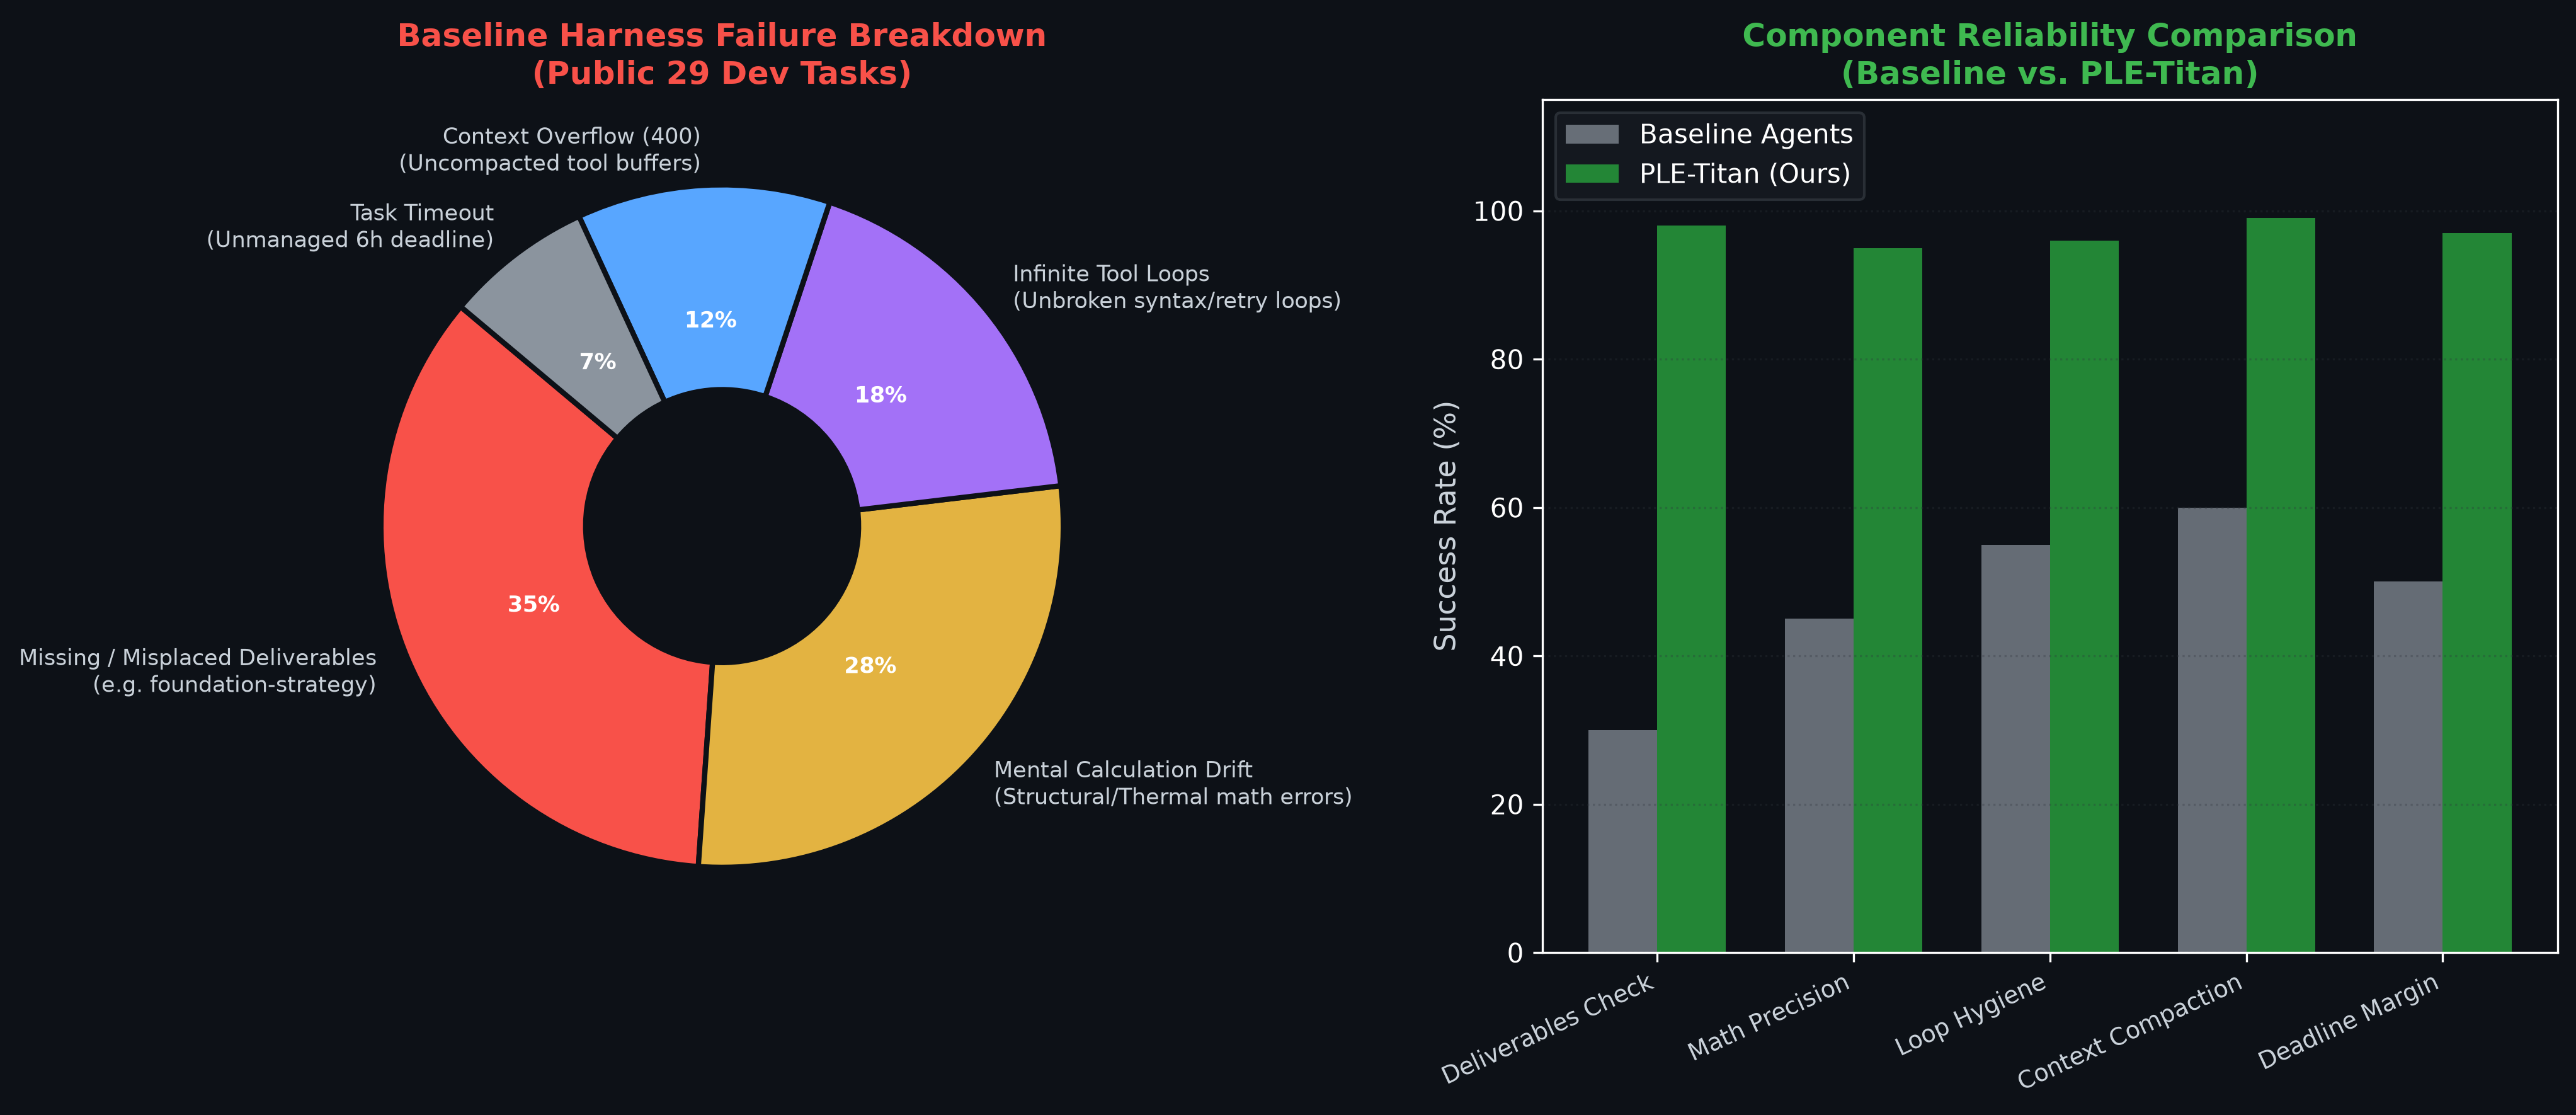 Baseline Harness Failure Breakdown
(Public 29 Dev Tasks)
Context Overflow (400)
(Uncompacted tool buffers)
Task Timeout
(Unmanaged 6h deadline)
Infinite Tool Loops
(Unbroken syntax/retry loops)
12%
7%
18%
35%
28%
Missing / Misplaced Deliverables
(e.g. foundation-strategy)
Mental Calculation Drift
(Structural/Thermal math errors)
Component Reliability Comparison
(Baseline vs. PLE-Titan)
Baseline Agents
PLE-Titan (Ours)
Success Rate (%)
100
80
60
40
20
0
Deliverables Check
Math Precision
Loop Hygiene
Context Compaction
Deadline Margin